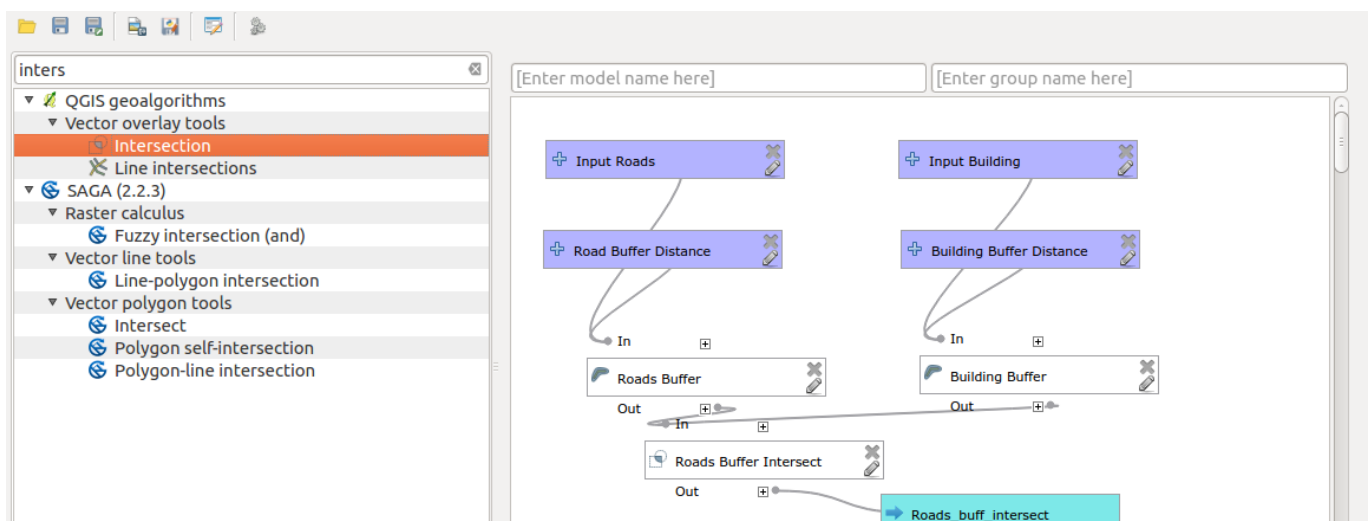 inters
QGIS geoalgorithms
Vector overlay tools
Intersection
Line intersections
SAGA (2.2.3)
Raster calculus
Fuzzy intersection (and)
Vector line tools
Line-polygon intersection
Vector polygon tools
Intersect
Polygon self-intersection
Polygon-line intersection
[Enter model name here]
[Enter group name here]
Input Roads
Input Building
Road Buffer Distance
Building Buffer Distance
In
In
Roads Buffer
Building Buffer
Out
Out
In
Roads Buffer Intersect
Out
Roads_buff_intersect